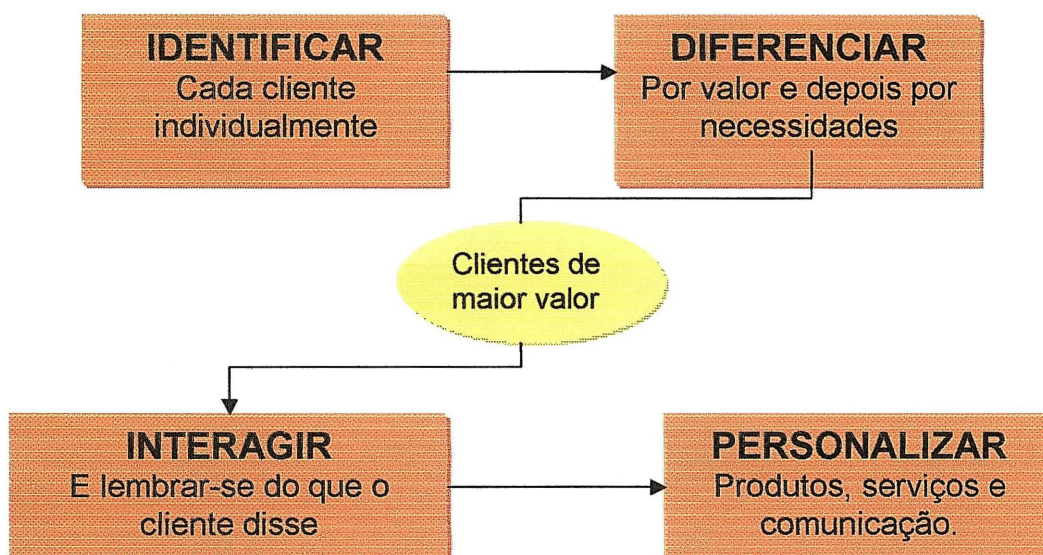 IDENTIFICAR
Cada cliente
individualmente
DIFERENCIAR
Por valor e depois por
necessidades
Clientes de
maior valor
INTERAGIR
E lembrar-se do que o
cliente disse
PERSONALIZAR
Produtos, serviços e
comunicação.